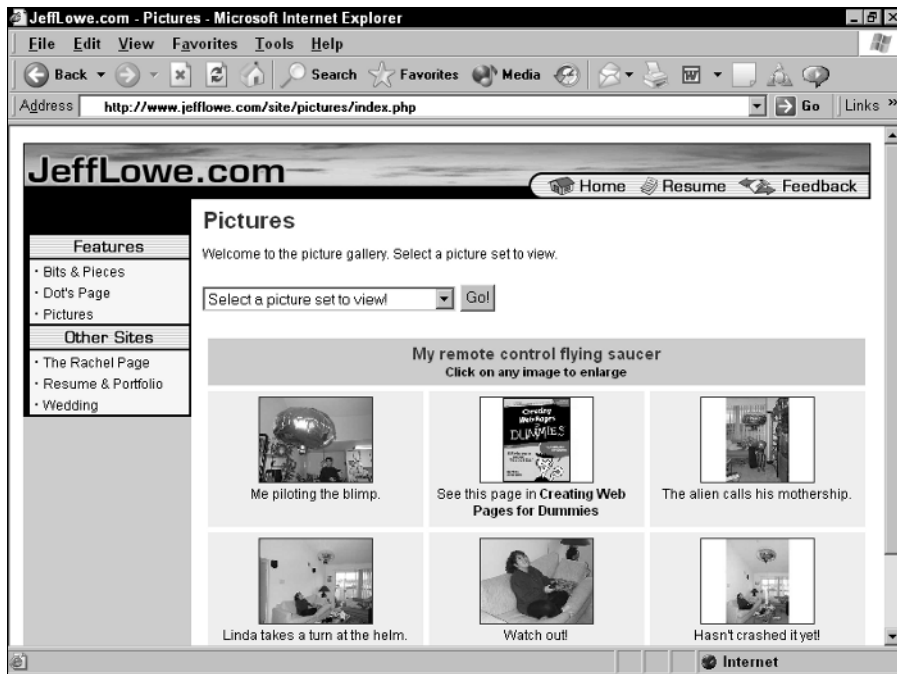 JeffLowe.com - Pictures - Microsoft Internet Explorer
File Edit View Favorites Tools Help
Back Search Favorites Media
Address http://www.jefflowe.com/site/pictures/index.php Go Links »
JeffLowe.com
Home Resume Feedback
Pictures
Welcome to the picture gallery. Select a picture set to view.
Select a picture set to view! Go!
Features
· Bits & Pieces
· Dot's Page
· Pictures
Other Sites
· The Rachel Page
· Resume & Portfolio
· Wedding
My remote control flying saucer
Click on any image to enlarge
Creating
Web Pages
DUMMIES
Me piloting the blimp.
See this page in Creating Web
Pages for Dummies
The alien calls his mothership.
Linda takes a turn at the helm.
Watch out!
Hasn't crashed it yet!
Internet